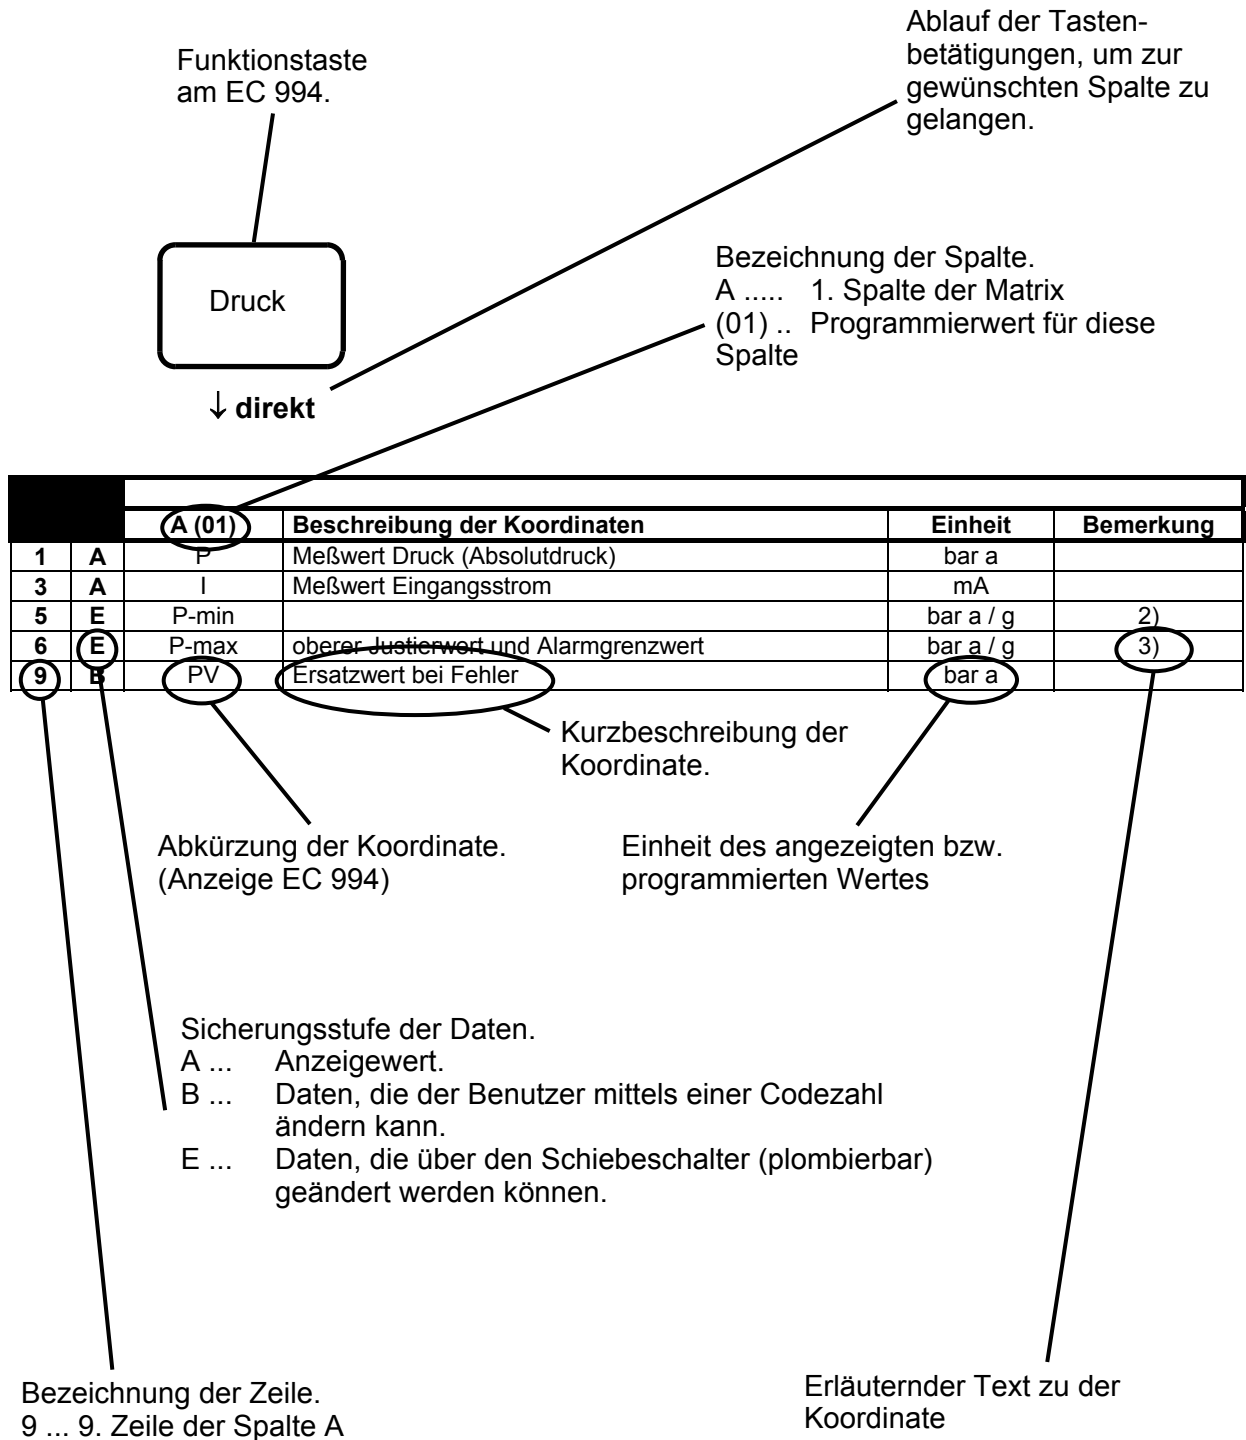 Ablauf der Tasten-
betätigungen, um zur
gewünschten Spalte zu
gelangen.
Funktionstaste
am EC 994.
Druck
↓ direkt
Bezeichnung der Spalte.
A ..... 1. Spalte der Matrix
(01) .. Programmierwert für diese
Spalte
A (01) Beschreibung der Koordinaten Einheit Bemerkung
1 A P Meßwert Druck (Absolutdruck) bar a
3 A I Meßwert Eingangsstrom mA
5 E P-min bar a / g 2)
6 E P-max oberer Justierwert und Alarmgrenzwert bar a / g 3)
9 B PV Ersatzwert bei Fehler bar a
Kurzbeschreibung der
Koordinate.
Abkürzung der Koordinate.
(Anzeige EC 994)
Einheit des angezeigten bzw.
programmierten Wertes
Sicherungsstufe der Daten.
A ... Anzeigewert.
B ... Daten, die der Benutzer mittels einer Codezahl
ändern kann.
E ... Daten, die über den Schiebeschalter (plombierbar)
geändert werden können.
Bezeichnung der Zeile.
9 ... 9. Zeile der Spalte A
Erläuternder Text zu der
Koordinate